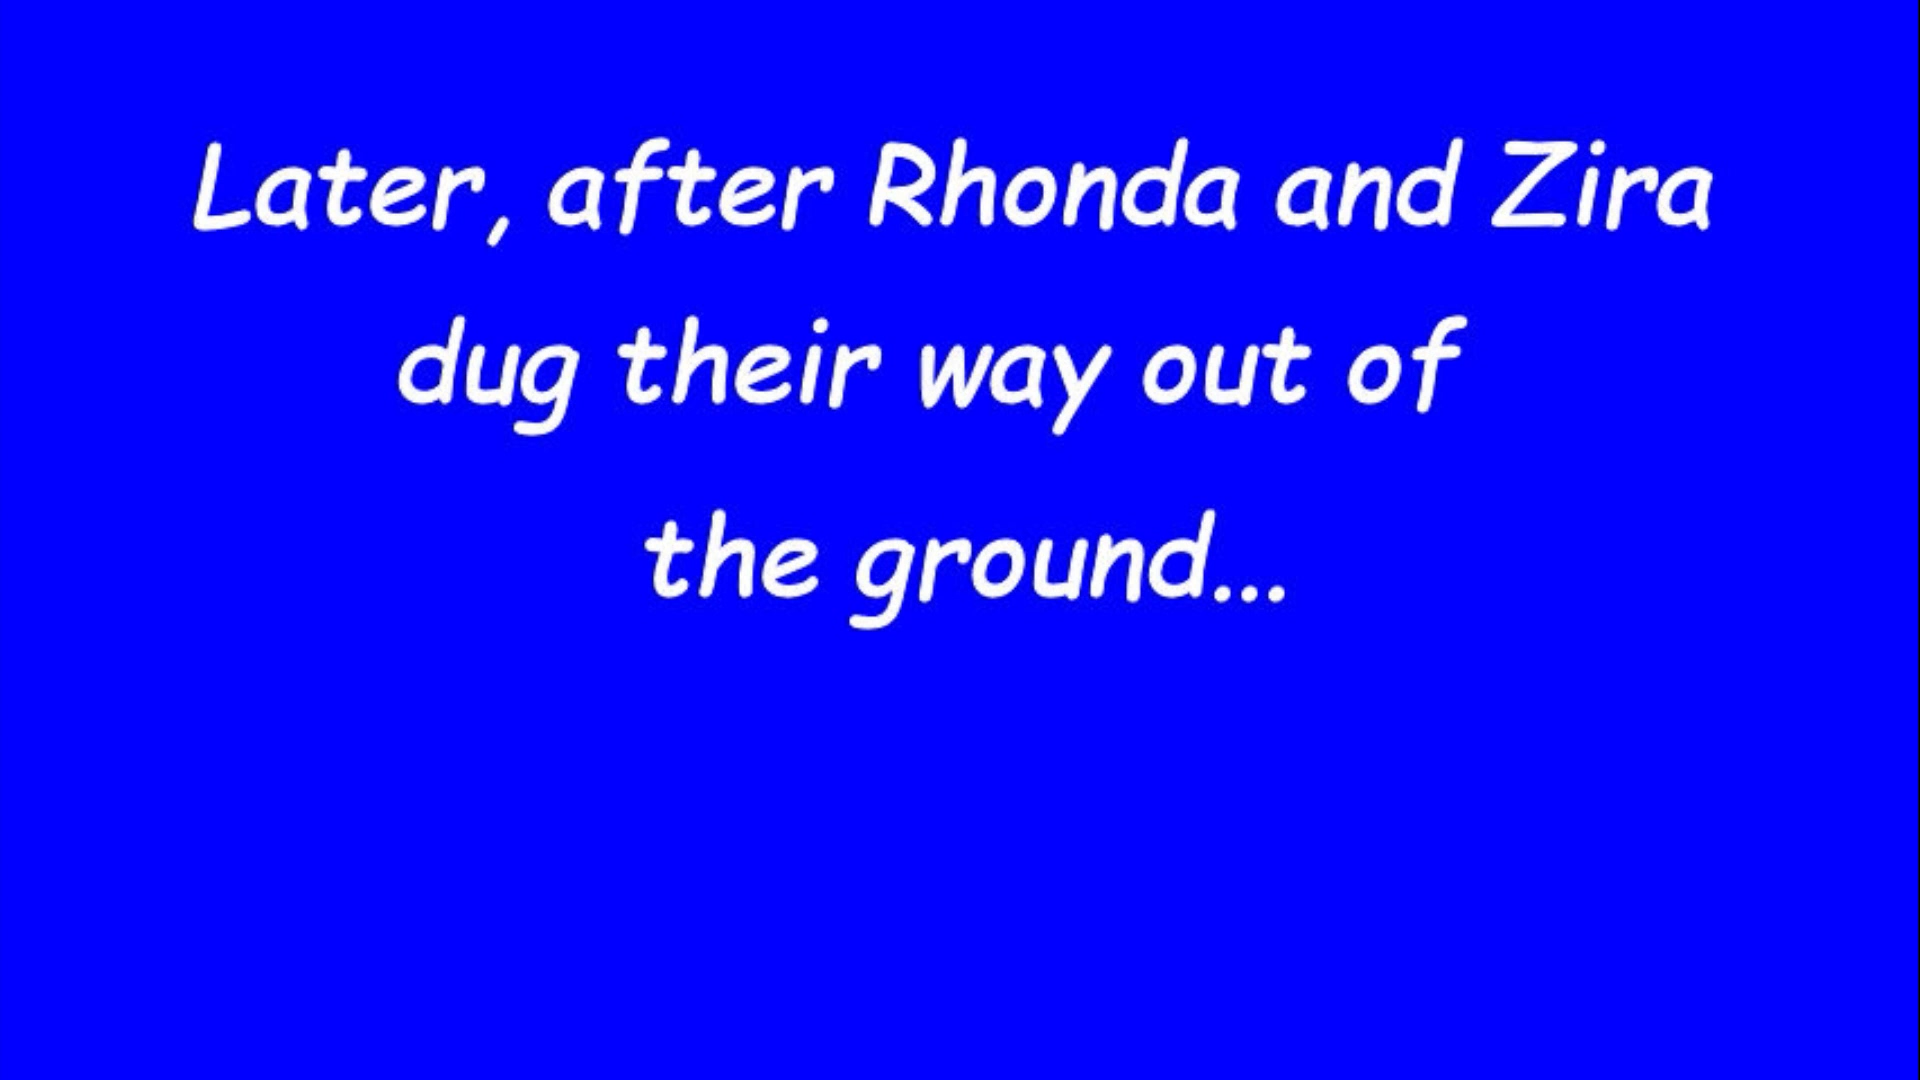 Later, after Rhonda and Zira
dug their way out of
the ground...